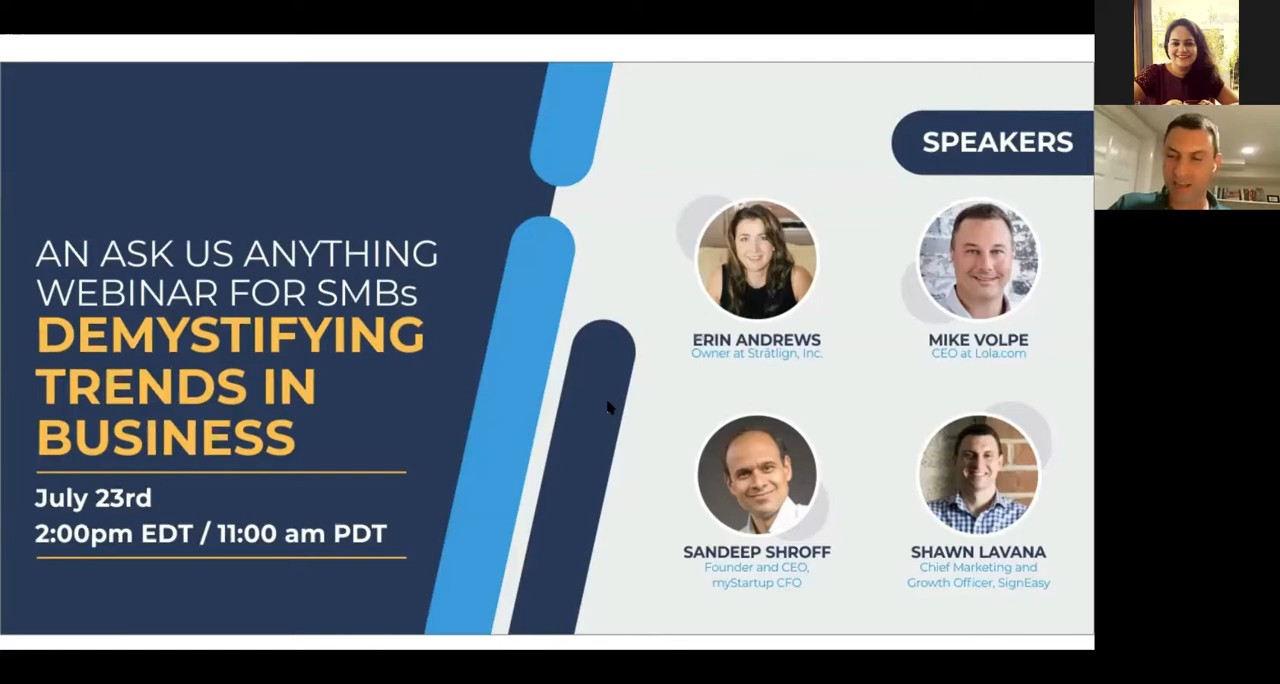 AN ASK US ANYTHING
WEBINAR FOR SMBs
DEMYSTIFYING
TRENDS IN
BUSINESS
July 23rd
2:00pm EDT / 11:00 am PDT
SPEAKERS
ERIN ANDREWS
Owner at Strātlign, Inc.
MIKE VOLPE
CEO at Lola.com
SANDEEP SHROFF
Founder and CEO,
myStartup CFO
SHAWN LAVANA
Chief Marketing and
Growth Officer, SignEasy